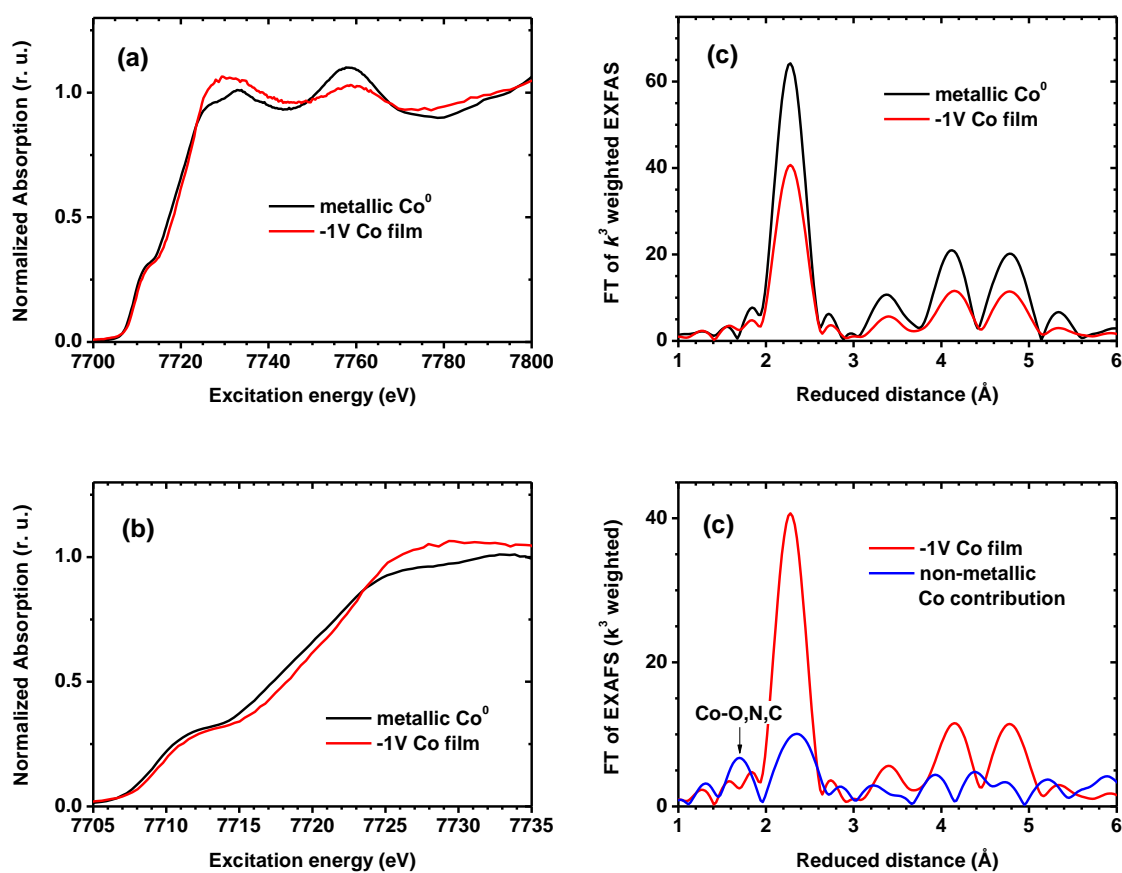 (a)
Normalized Absorption (r. u.)
1.0
0.5
0.0
metallic Co⁰
-1V Co film
7700 7720 7740 7760 7780 7800
Excitation energy (eV)
(c)
FT of k³ weighted EXFAS
60
40
20
0
metallic Co⁰
-1V Co film
1 2 3 4 5 6
Reduced distance (Å)
(b)
Normalized Absorption (r. u.)
1.0
0.5
0.0
metallic Co⁰
-1V Co film
7705 7710 7715 7720 7725 7730 7735
Excitation energy (eV)
(c)
FT of EXAFS (k³ weighted)
40
20
0
-1V Co film
non-metallic
Co contribution
Co-O,N,C
1 2 3 4 5 6
Reduced distance (Å)